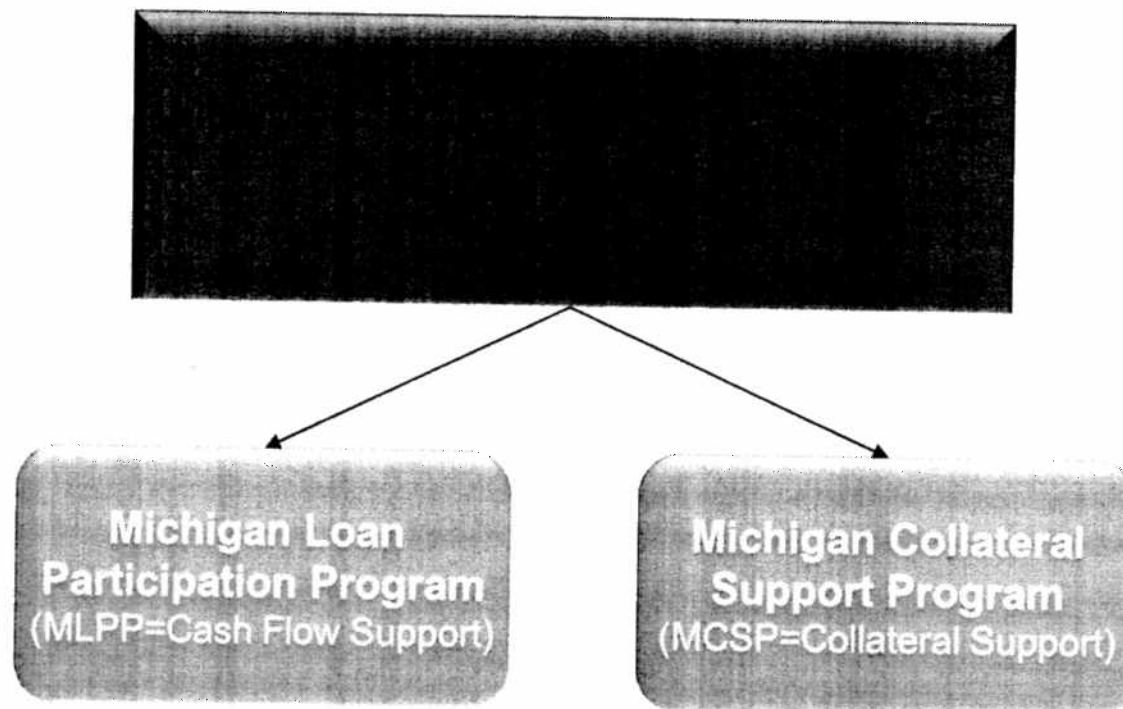 Michigan Loan
Participation Program
(MLPP=Cash Flow Support)
Michigan Collateral
Support Program
(MCSP=Collateral Support)